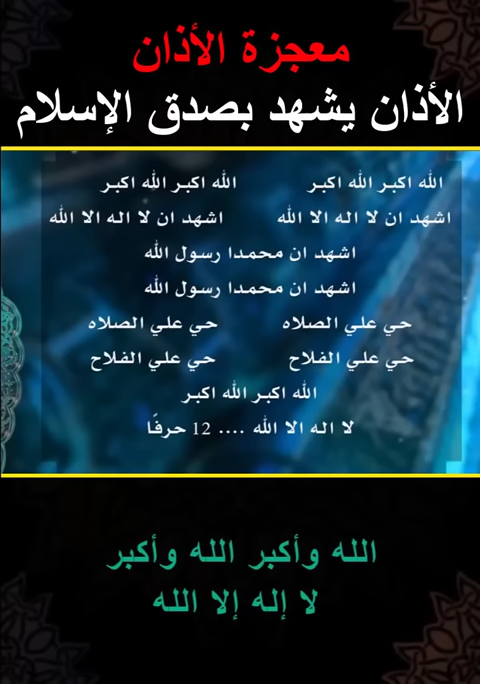 معجزة الأذان
الأذان يشهد بصدق الإسلام
الله اكبر الله اكبر الله اكبر الله اكبر
اشهد ان لا اله الا الله اشهد ان لا اله الا الله
اشهد ان محمدا رسول الله
اشهد ان محمدا رسول الله
حي علي الصلاه حي علي الصلاه
حي علي الفلاح حي علي الفلاح
الله اكبر الله اكبر
لا اله الا الله .... 12 حرفًا
الله وأكبر الله وأكبر
لا إله إلا الله